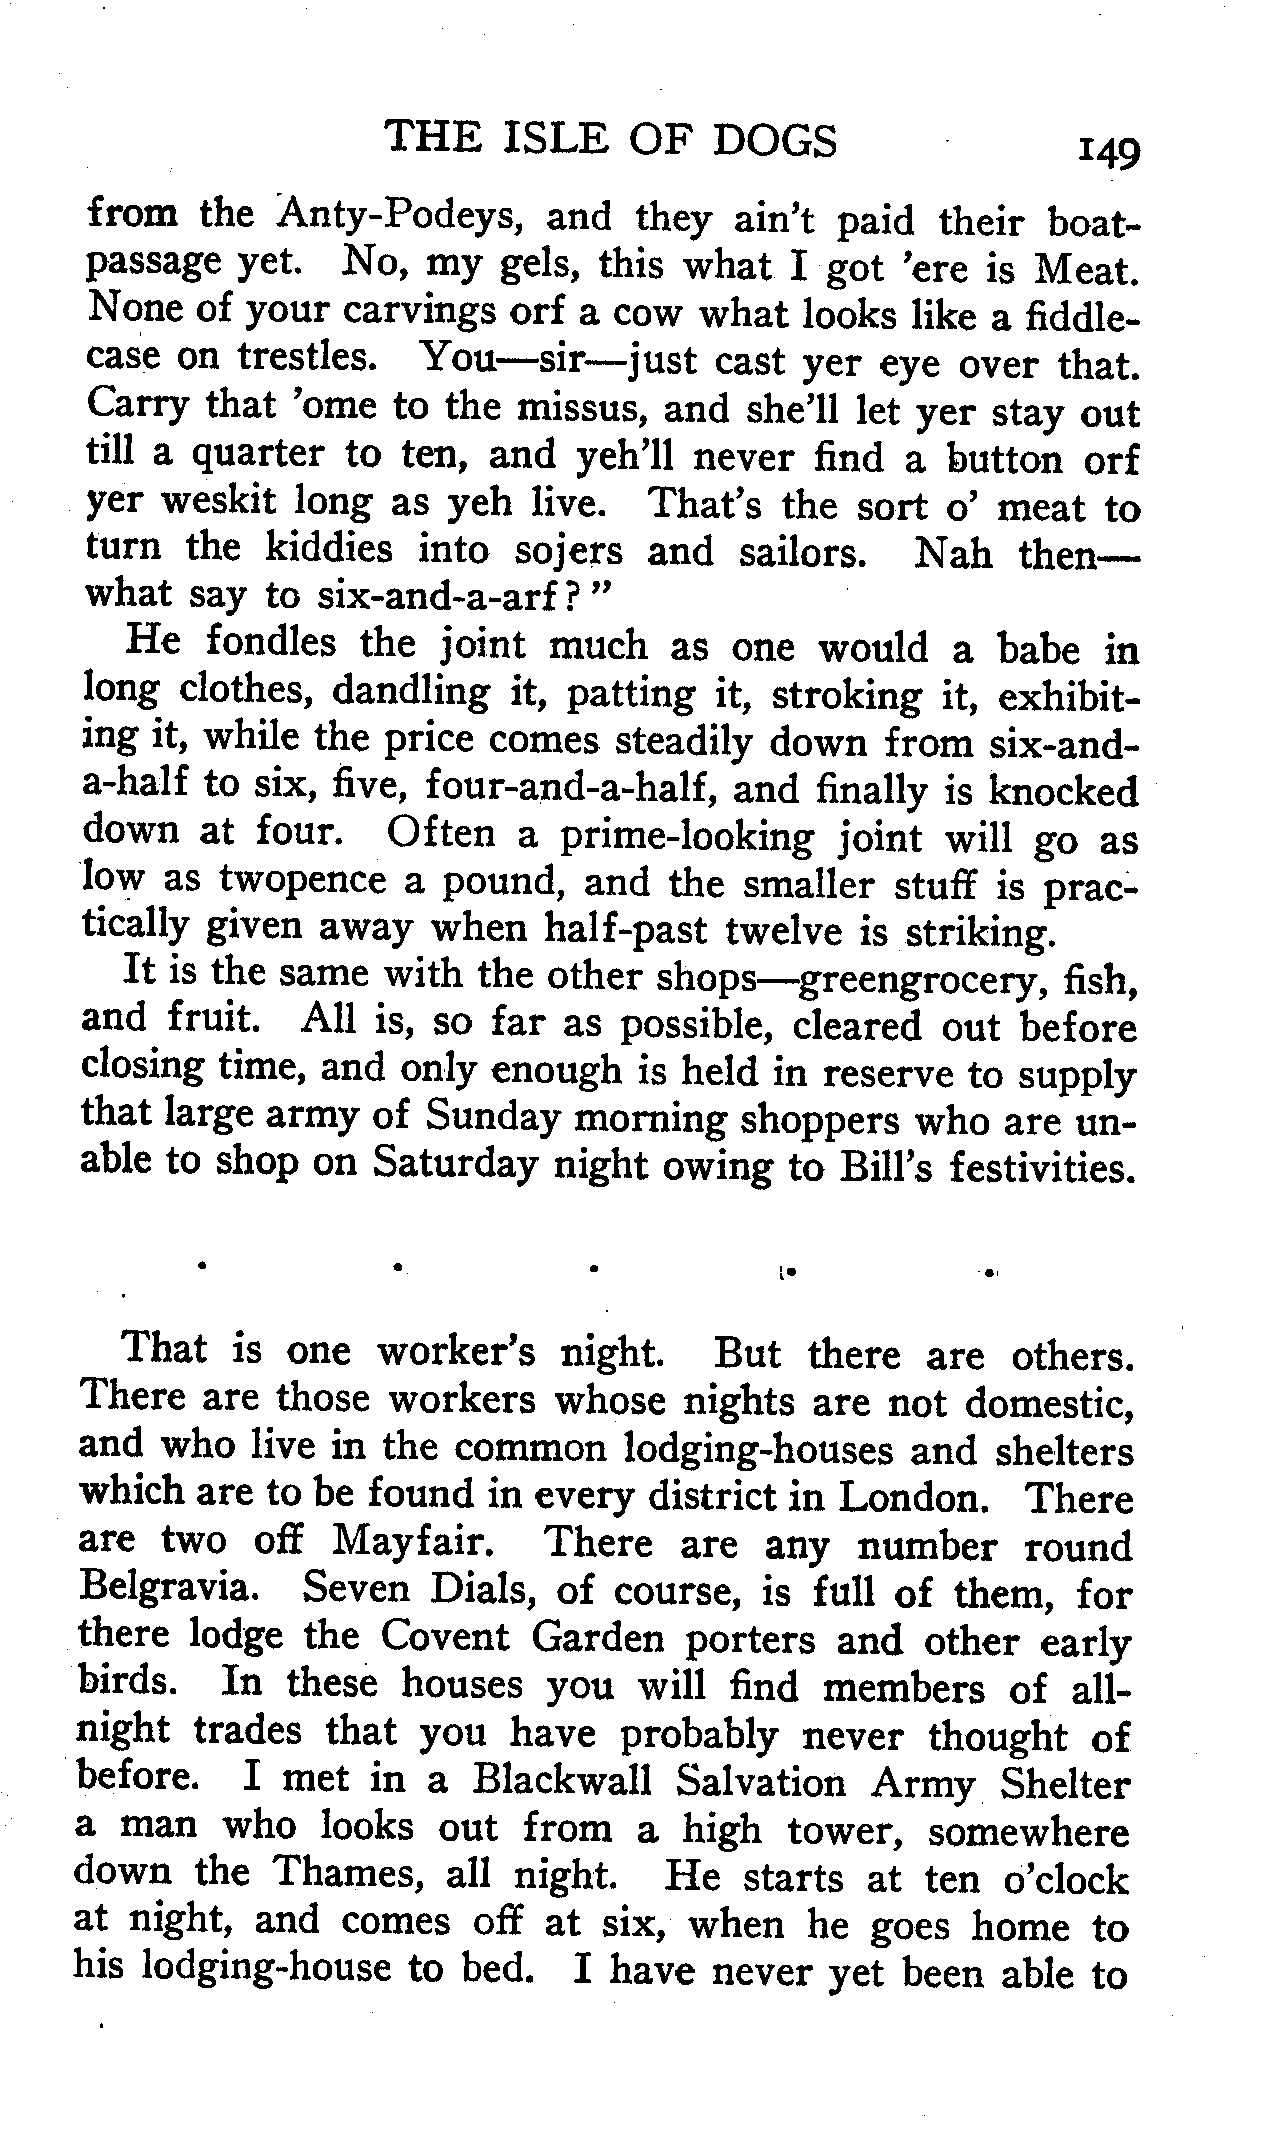 THE ISLE OF DOGS 149
from the Anty-Podeys, and they ain't paid their boat-
passage yet. No, my gels, this what I got 'ere is Meat.
None of your carvings orf a cow what looks like a fiddle-
case on trestles. You—sir—just cast yer eye over that.
Carry that 'ome to the missus, and she'll let yer stay out
till a quarter to ten, and yeh'll never find a button orf
yer weskit long as yeh live. That's the sort o' meat to
turn the kiddies into sojers and sailors. Nah then—
what say to six-and-a-arf?"
He fondles the joint much as one would a babe in
long clothes, dandling it, patting it, stroking it, exhibit-
ing it, while the price comes steadily down from six-and-
a-half to six, five, four-and-a-half, and finally is knocked
down at four. Often a prime-looking joint will go as
low as twopence a pound, and the smaller stuff is prac-
tically given away when half-past twelve is striking.
It is the same with the other shops—greengrocery, fish,
and fruit. All is, so far as possible, cleared out before
closing time, and only enough is held in reserve to supply
that large army of Sunday morning shoppers who are un-
able to shop on Saturday night owing to Bill's festivities.
. . . . .
That is one worker's night. But there are others.
There are those workers whose nights are not domestic,
and who live in the common lodging-houses and shelters
which are to be found in every district in London. There
are two off Mayfair. There are any number round
Belgravia. Seven Dials, of course, is full of them, for
there lodge the Covent Garden porters and other early
birds. In these houses you will find members of all-
night trades that you have probably never thought of
before. I met in a Blackwall Salvation Army Shelter
a man who looks out from a high tower, somewhere
down the Thames, all night. He starts at ten o'clock
at night, and comes off at six, when he goes home to
his lodging-house to bed. I have never yet been able to